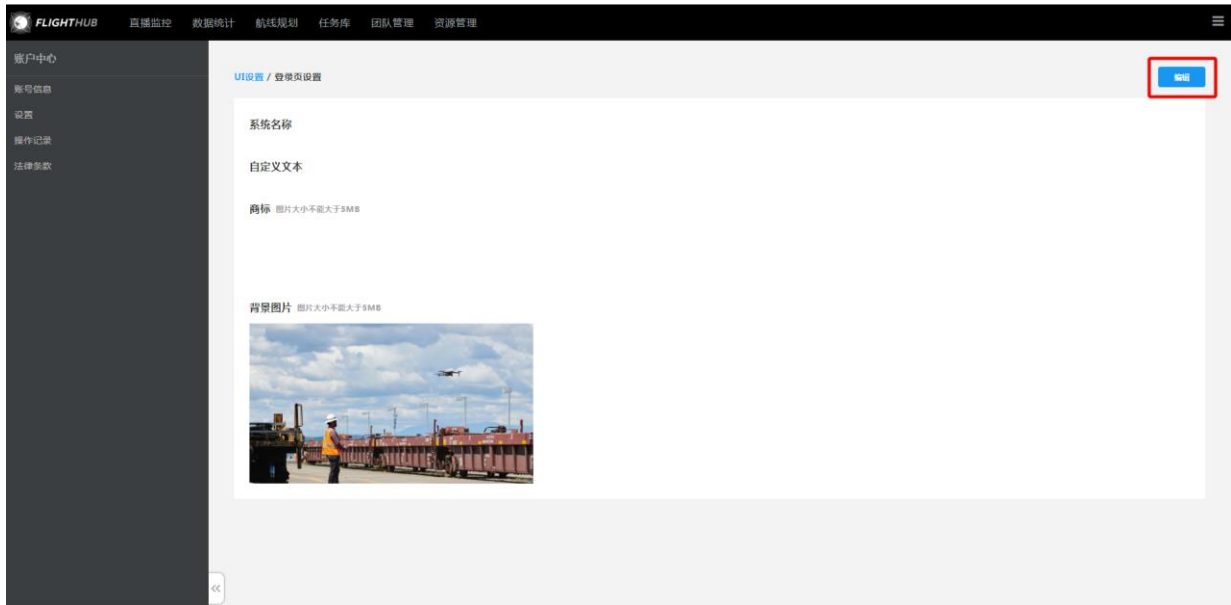 FLIGHTHUB 直播监控 数据统计 航线规划 任务库 团队管理 资源管理
账户中心
账号信息
设置
操作记录
法律条款
UI设置 / 登录页设置
编辑
系统名称
自定义文本
商标 图片大小不能大于5MB
背景图片 图片大小不能大于5MB